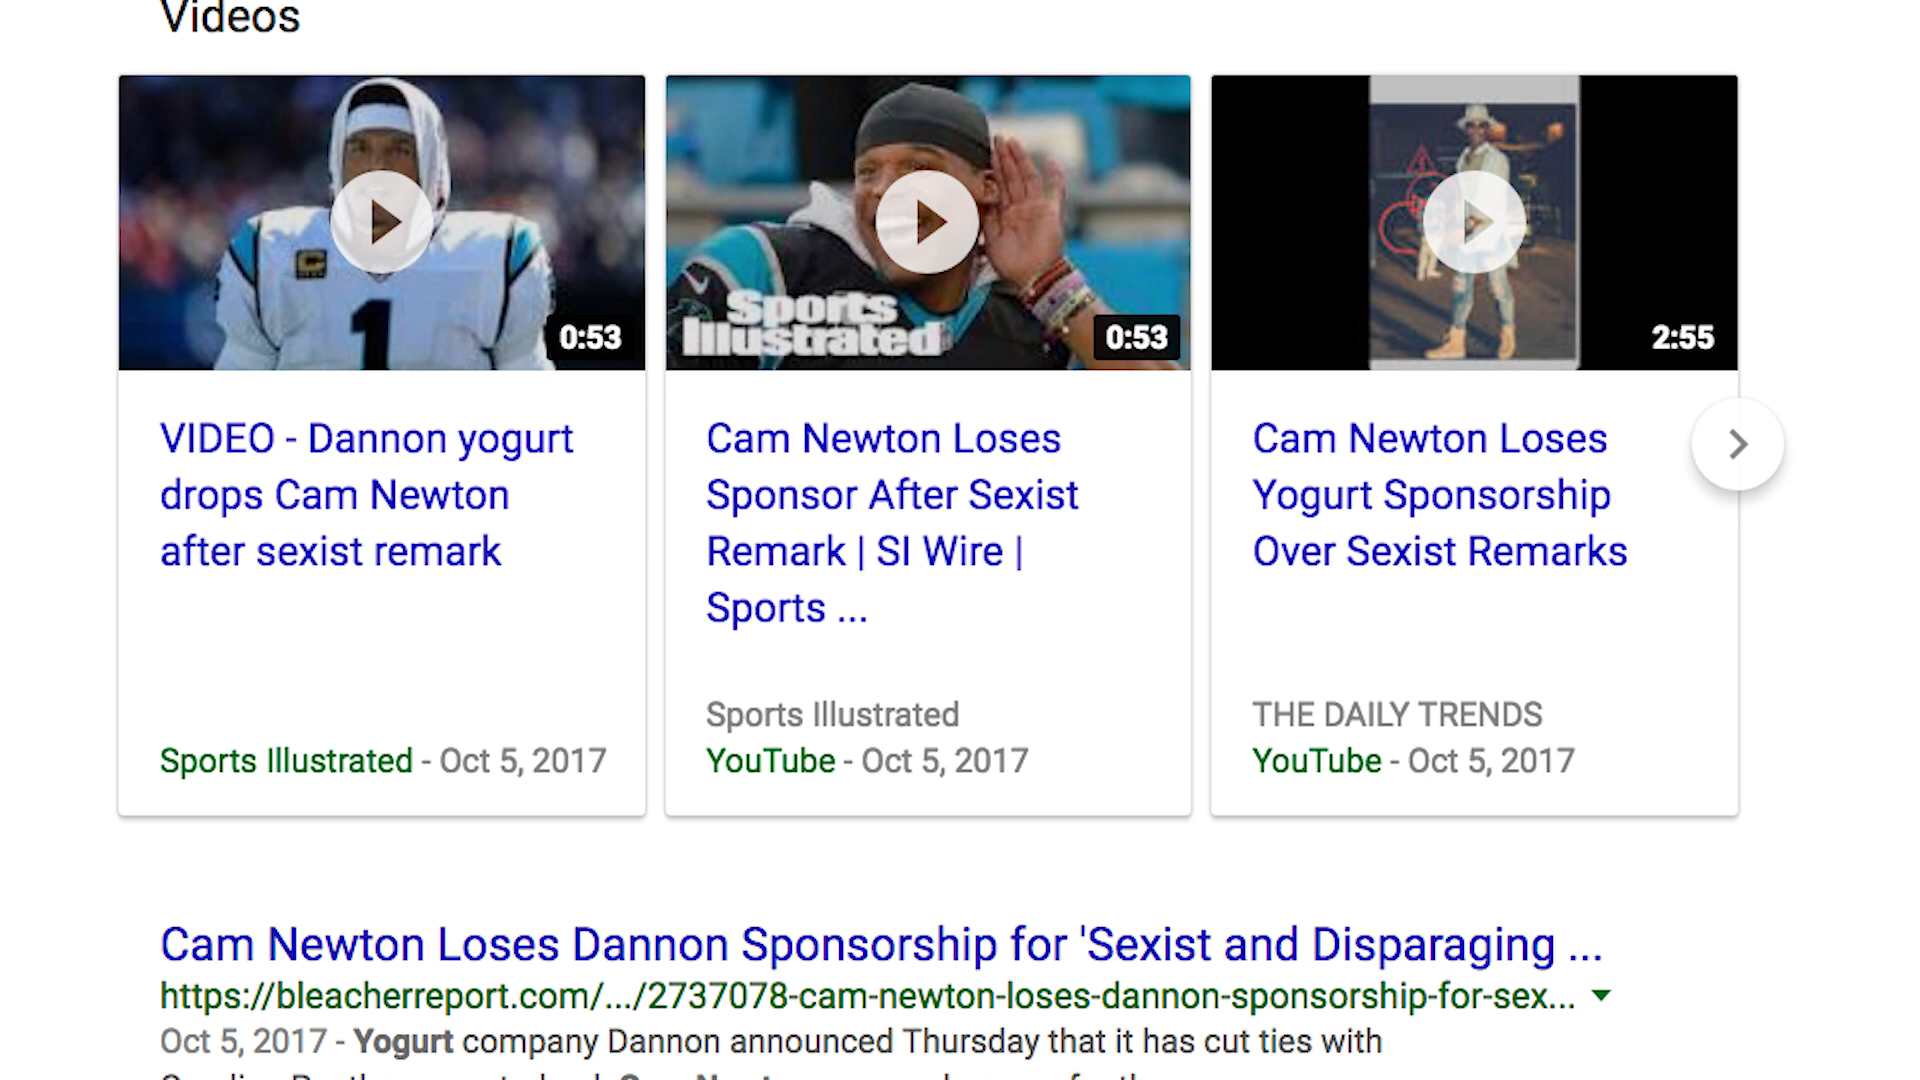 Videos
0:53
0:53
2:55
1
C
Sports
Illustrated
VIDEO - Dannon yogurt
drops Cam Newton
after sexist remark
Sports Illustrated - Oct 5, 2017
Cam Newton Loses
Sponsor After Sexist
Remark | SI Wire |
Sports ...
Sports Illustrated
YouTube - Oct 5, 2017
Cam Newton Loses
Yogurt Sponsorship
Over Sexist Remarks
THE DAILY TRENDS
YouTube - Oct 5, 2017
Cam Newton Loses Dannon Sponsorship for 'Sexist and Disparaging ...
https://bleacherreport.com/.../2737078-cam-newton-loses-dannon-sponsorship-for-sex...
Oct 5, 2017 - Yogurt company Dannon announced Thursday that it has cut ties with